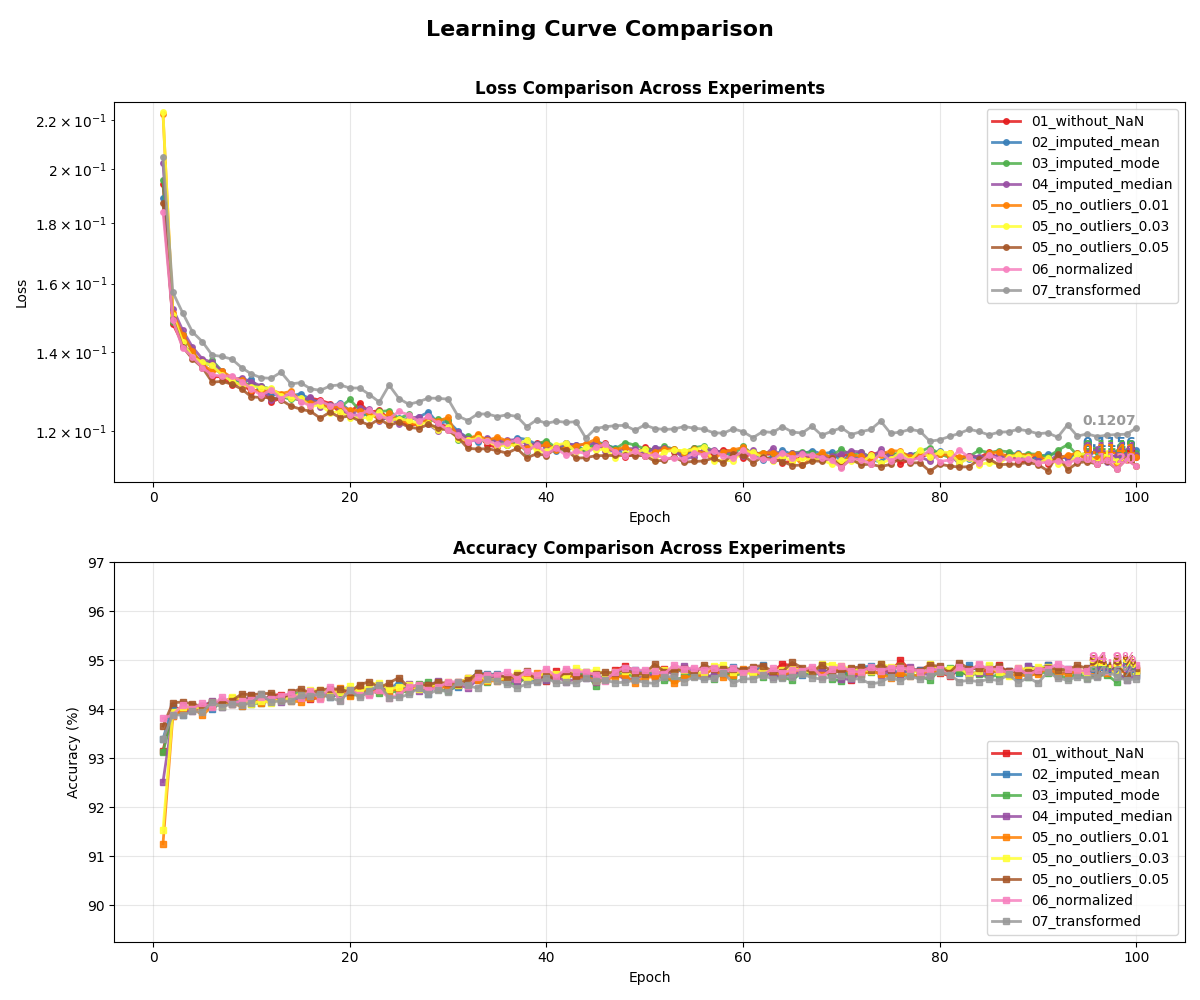 Learning Curve Comparison
Loss Comparison Across Experiments
2.2 × 10⁻¹
2 × 10⁻¹
1.8 × 10⁻¹
1.6 × 10⁻¹
1.4 × 10⁻¹
1.2 × 10⁻¹
Loss
01_without_NaN
02_imputed_mean
03_imputed_mode
04_imputed_median
05_no_outliers_0.01
05_no_outliers_0.03
05_no_outliers_0.05
06_normalized
07_transformed
0.1207
0 20 40 60 80 100
Epoch
Accuracy Comparison Across Experiments
97
96
95
94
93
92
91
90
Accuracy (%)
01_without_NaN
02_imputed_mean
03_imputed_mode
04_imputed_median
05_no_outliers_0.01
05_no_outliers_0.03
05_no_outliers_0.05
06_normalized
07_transformed
0 20 40 60 80 100
Epoch